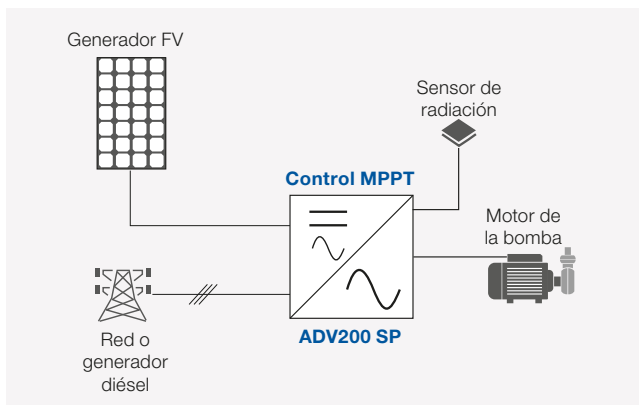 Generador FV
Sensor de
radiación
Control MPPT
Motor de
la bomba
ADV200 SP
Red o
generador
diésel